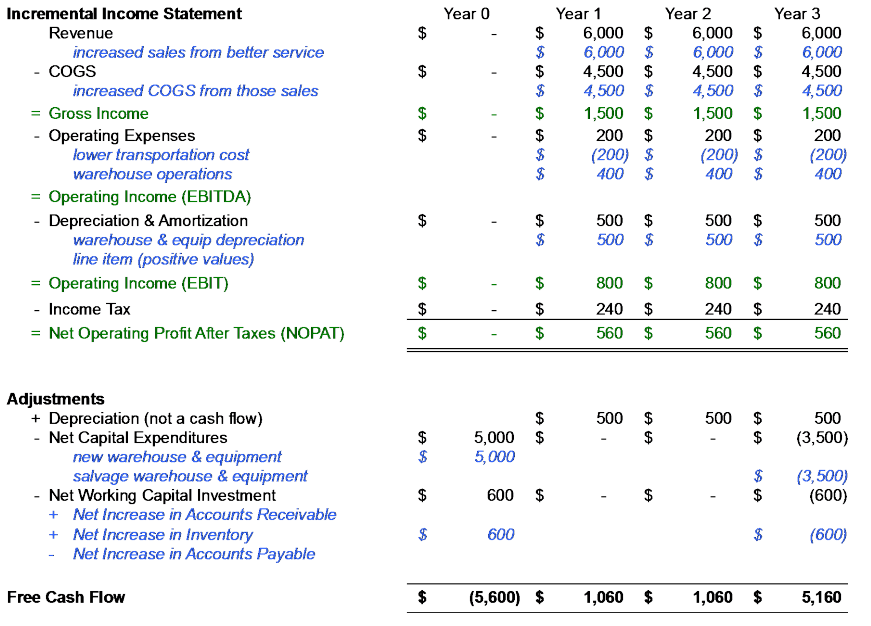 Incremental Income Statement Year 0 Year 1 Year 2 Year 3
Revenue $ - $ 6,000 $ 6,000 $ 6,000
increased sales from better service $ 6,000 $ 6,000 $ 6,000
- COGS $ - $ 4,500 $ 4,500 $ 4,500
increased COGS from those sales $ 4,500 $ 4,500 $ 4,500
= Gross Income $ - $ 1,500 $ 1,500 $ 1,500
- Operating Expenses $ - $ 200 $ 200 $ 200
lower transportation cost $ (200) $ (200) $ (200)
warehouse operations $ 400 $ 400 $ 400
= Operating Income (EBITDA)
- Depreciation & Amortization $ - $ 500 $ 500 $ 500
warehouse & equip depreciation $ 500 $ 500 $ 500
line item (positive values)
= Operating Income (EBIT) $ - $ 800 $ 800 $ 800
- Income Tax $ - $ 240 $ 240 $ 240
= Net Operating Profit After Taxes (NOPAT) $ - $ 560 $ 560 $ 560
Adjustments
+ Depreciation (not a cash flow) $ 500 $ 500 $ 500
- Net Capital Expenditures $ 5,000 $ - $ - $ (3,500)
new warehouse & equipment $ 5,000
salvage warehouse & equipment $ (3,500)
- Net Working Capital Investment $ 600 $ - $ - $ (600)
+ Net Increase in Accounts Receivable
+ Net Increase in Inventory $ 600 $ (600)
- Net Increase in Accounts Payable
Free Cash Flow $ (5,600) $ 1,060 $ 1,060 $ 5,160